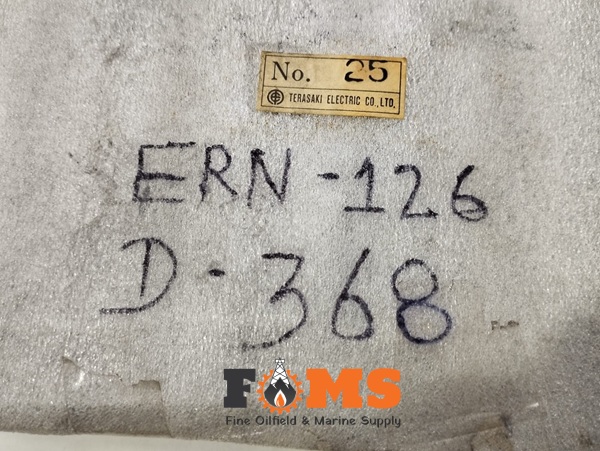 No. 25
TERASAKI ELECTRIC CO.,LTD.
ERN-126
D-368
FOMS
Fine Oilfield & Marine Supply